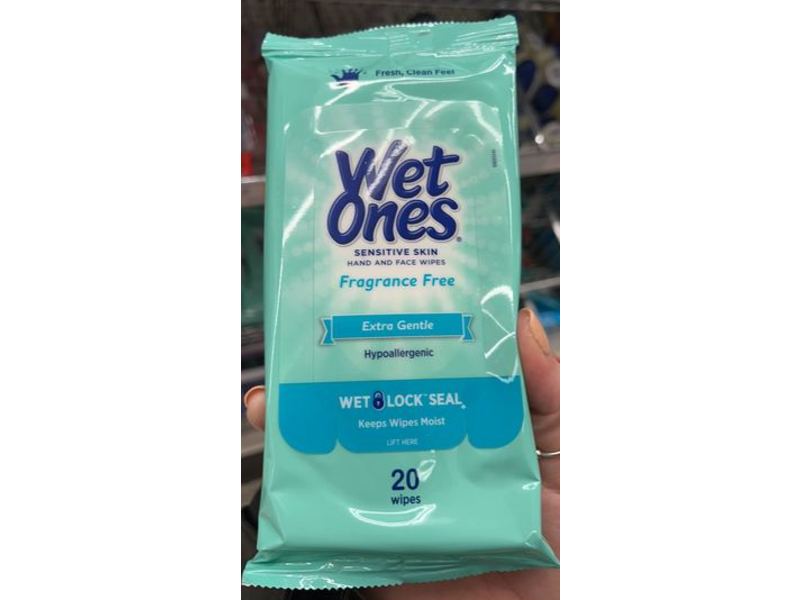 Fresh, Clean Feel
Wet
Ones®
SENSITIVE SKIN
HAND AND FACE WIPES
Fragrance Free
Extra Gentle
Hypoallergenic
WET LOCK™ SEAL®
Keeps Wipes Moist
LIFT HERE
20
wipes